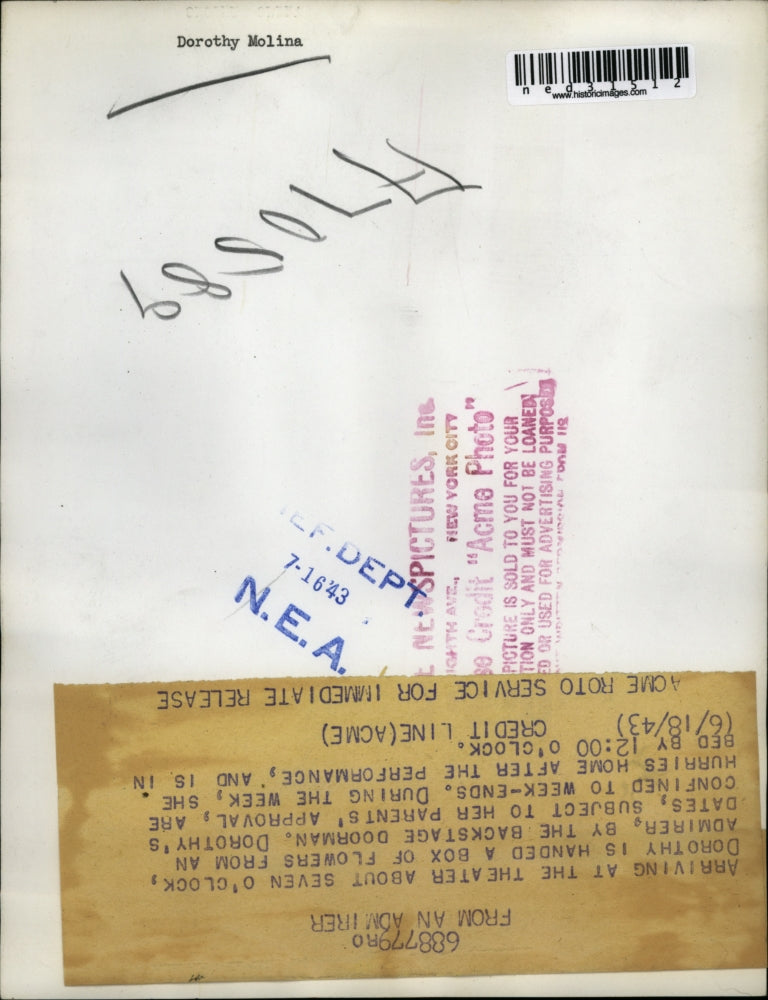 Dorothy Molina
ned31512
www.historicimages.com
NEWSPICTURES, Inc.
AVE., NEW YORK CITY
Credit "Acme Photo"
PICTURE IS SOLD TO YOU FOR YOUR
ONLY AND MUST NOT BE LOANED
OR USED FOR ADVERTISING PURPOSES
EF. DEPT.
7-16'43
N.E.A.
688779RO
FROM AN ADMIRER
ARRIVING AT THE THEATER ABOUT SEVEN O'CLOCK,
DOROTHY IS HANDED A BOX OF FLOWERS FROM AN
ADMIRER, BY THE BACKSTAGE DOORMAN. DOROTHY'S
DATES, SUBJECT TO HER PARENTS' APPROVAL, ARE
CONFINED TO WEEK-ENDS. DURING THE WEEK, SHE
HURRIES HOME AFTER THE PERFORMANCE, AND IS IN
BED BY 12:00 O'CLOCK.
(6/18/43) CREDIT LINE(ACME)
ACME ROTO SERVICE FOR IMMEDIATE RELEASE